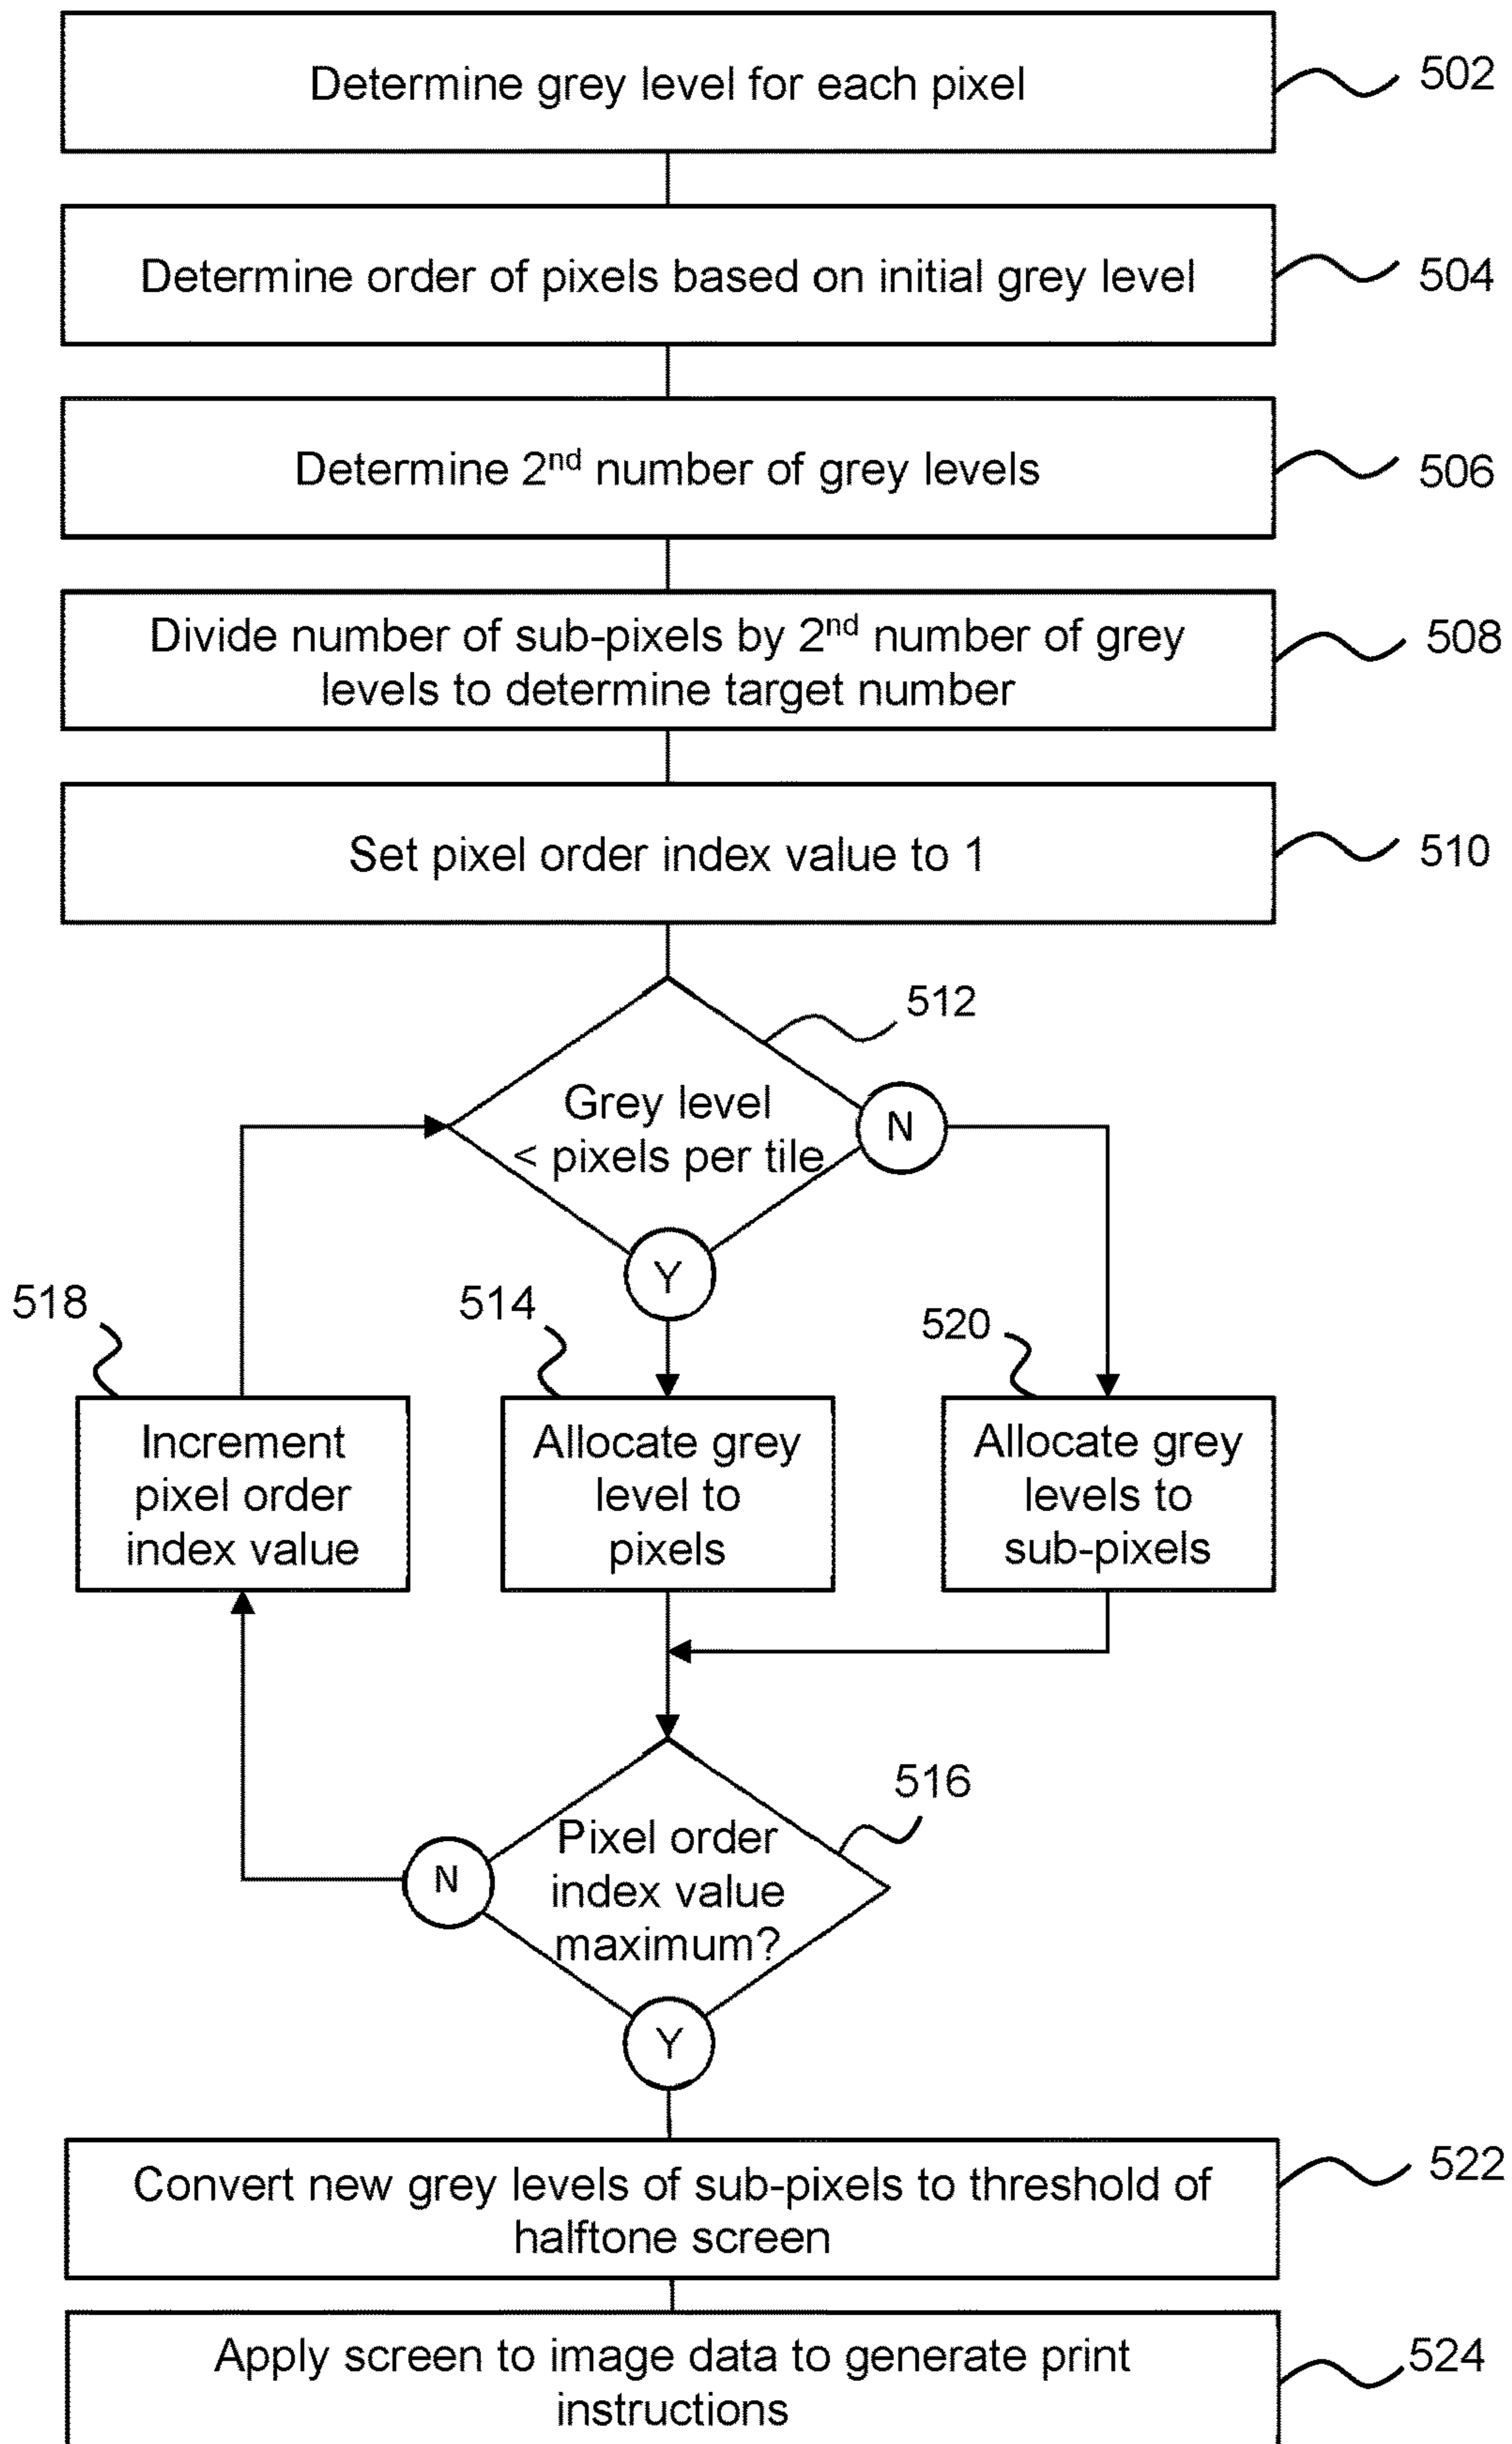 Determine grey level for each pixel
502
Determine order of pixels based on initial grey level
504
Determine 2nd number of grey levels
506
Divide number of sub-pixels by 2nd number of grey
levels to determine target number
508
Set pixel order index value to 1
510
512
Grey level
< pixels per tile
N
Y
518
514
520
Increment
pixel order
index value
Allocate grey
level to
pixels
Allocate grey
levels to
sub-pixels
516
Pixel order
index value
maximum?
N
Y
Convert new grey levels of sub-pixels to threshold of
halftone screen
522
Apply screen to image data to generate print
instructions
524